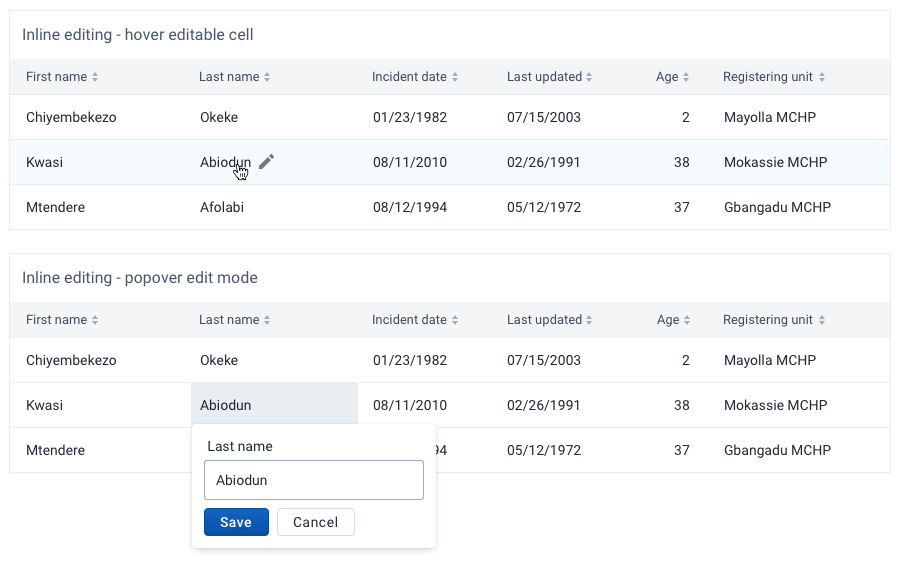 Inline editing - hover editable cell
First name Last name Incident date Last updated Age Registering unit
Chiyembekezo Okeke 01/23/1982 07/15/2003 2 Mayolla MCHP
Kwasi Abiodun 08/11/2010 02/26/1991 38 Mokassie MCHP
Mtendere Afolabi 08/12/1994 05/12/1972 37 Gbangadu MCHP
Inline editing - popover edit mode
First name Last name Incident date Last updated Age Registering unit
Chiyembekezo Okeke 01/23/1982 07/15/2003 2 Mayolla MCHP
Kwasi Abiodun 08/11/2010 02/26/1991 38 Mokassie MCHP
Mtendere 94 05/12/1972 37 Gbangadu MCHP
Last name
Abiodun
Save Cancel